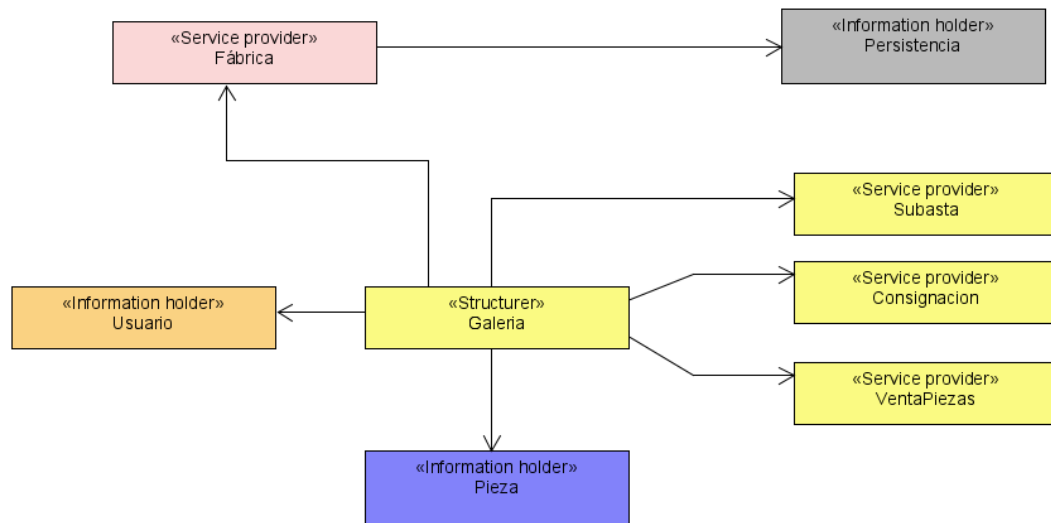 «Service provider»
Fábrica
«Information holder»
Persistencia
«Service provider»
Subasta
«Service provider»
Consignacion
«Information holder»
Usuario
«Structurer»
Galeria
«Service provider»
VentaPiezas
«Information holder»
Pieza